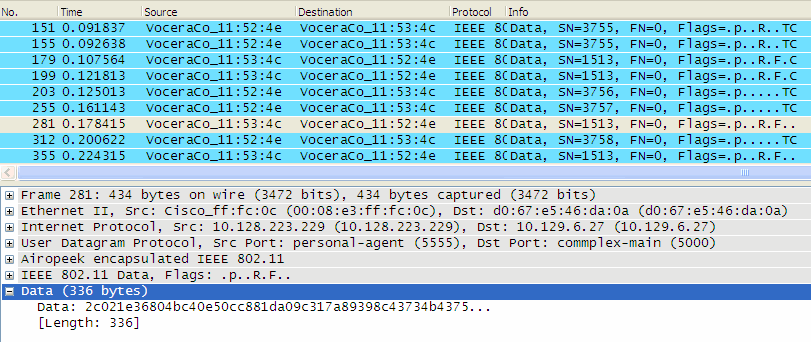 No. Time Source Destination Protocol Info
151 0.091837 VoceraCo_11:52:4e VoceraCo_11:53:4c IEEE 80 Data, SN=3755, FN=0, Flags=.p..R..TC
155 0.092638 VoceraCo_11:52:4e VoceraCo_11:53:4c IEEE 80 Data, SN=3755, FN=0, Flags=.p..R..TC
179 0.107564 VoceraCo_11:53:4c VoceraCo_11:52:4e IEEE 80 Data, SN=1513, FN=0, Flags=.p..R.F.C
199 0.121813 VoceraCo_11:53:4c VoceraCo_11:52:4e IEEE 80 Data, SN=1513, FN=0, Flags=.p..R.F.C
203 0.125013 VoceraCo_11:52:4e VoceraCo_11:53:4c IEEE 80 Data, SN=3756, FN=0, Flags=.p.....TC
255 0.161143 VoceraCo_11:52:4e VoceraCo_11:53:4c IEEE 80 Data, SN=3757, FN=0, Flags=.p.....TC
281 0.178415 VoceraCo_11:53:4c VoceraCo_11:52:4e IEEE 80 Data, SN=1513, FN=0, Flags=.p..R.F..
312 0.200622 VoceraCo_11:52:4e VoceraCo_11:53:4c IEEE 80 Data, SN=3758, FN=0, Flags=.p.....TC
355 0.224315 VoceraCo_11:53:4c VoceraCo_11:52:4e IEEE 80 Data, SN=1513, FN=0, Flags=.p..R.F..
Frame 281: 434 bytes on wire (3472 bits), 434 bytes captured (3472 bits)
Ethernet II, Src: Cisco_ff:fc:0c (00:08:e3:ff:fc:0c), Dst: d0:67:e5:46:da:0a (d0:67:e5:46:da:0a)
Internet Protocol, Src: 10.128.223.229 (10.128.223.229), Dst: 10.129.6.27 (10.129.6.27)
User Datagram Protocol, Src Port: personal-agent (5555), Dst Port: commplex-main (5000)
Airopeek encapsulated IEEE 802.11
IEEE 802.11 Data, Flags: .p..R.F..
Data (336 bytes)
Data: 2c021e36804bc40e50cc881da09c317a89398c43734b4375...
[Length: 336]